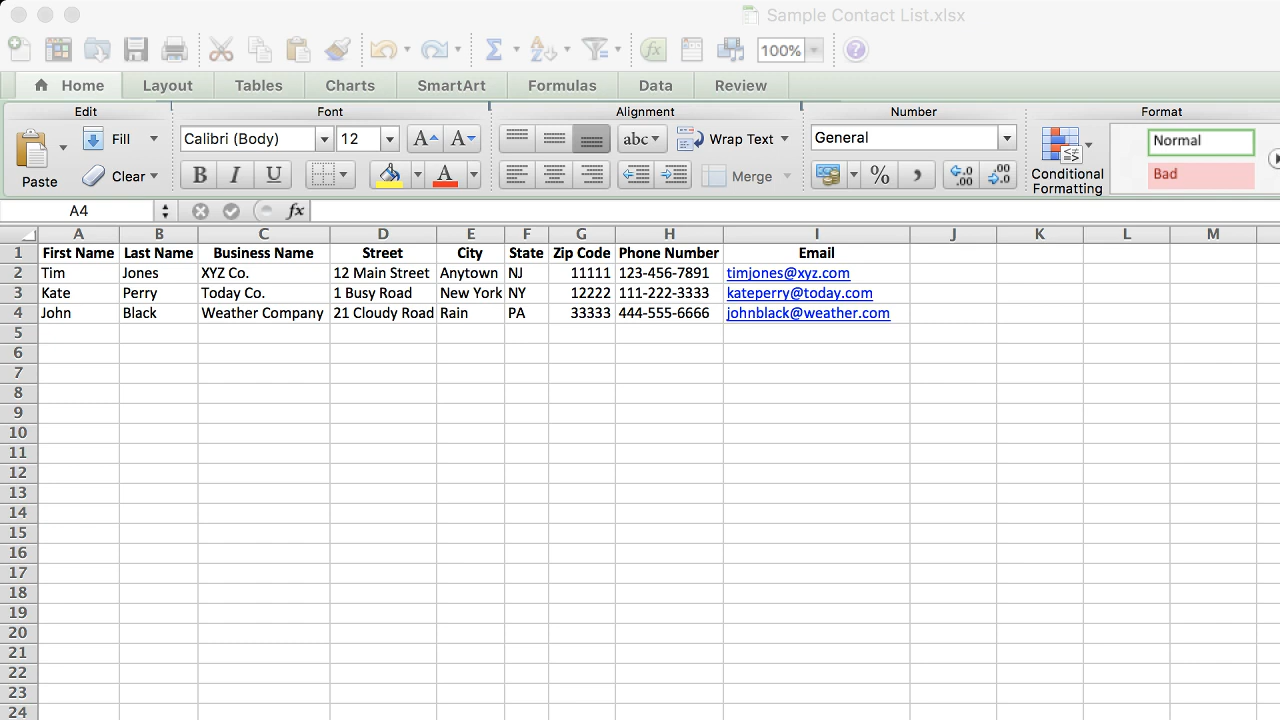 Sample Contact List.xlsx
Σ fx 100% ?
Home Layout Tables Charts SmartArt Formulas Data Review
Edit Font Alignment Number Format
Paste Fill Calibri (Body) 12 A A abc Wrap Text General Conditional Formatting Normal
Clear B I U A Merge % , .0 .00 .00 .0 Bad
A4 fx
A B C D E F G H I J K L M
1 First Name Last Name Business Name Street City State Zip Code Phone Number Email
2 Tim Jones XYZ Co. 12 Main Street Anytown NJ 11111 123-456-7891 timjones@xyz.com
3 Kate Perry Today Co. 1 Busy Road New York NY 12222 111-222-3333 kateperry@today.com
4 John Black Weather Company 21 Cloudy Road Rain PA 33333 444-555-6666 johnblack@weather.com
5
6
7
8
9
10
11
12
13
14
15
16
17
18
19
20
21
22
23
24